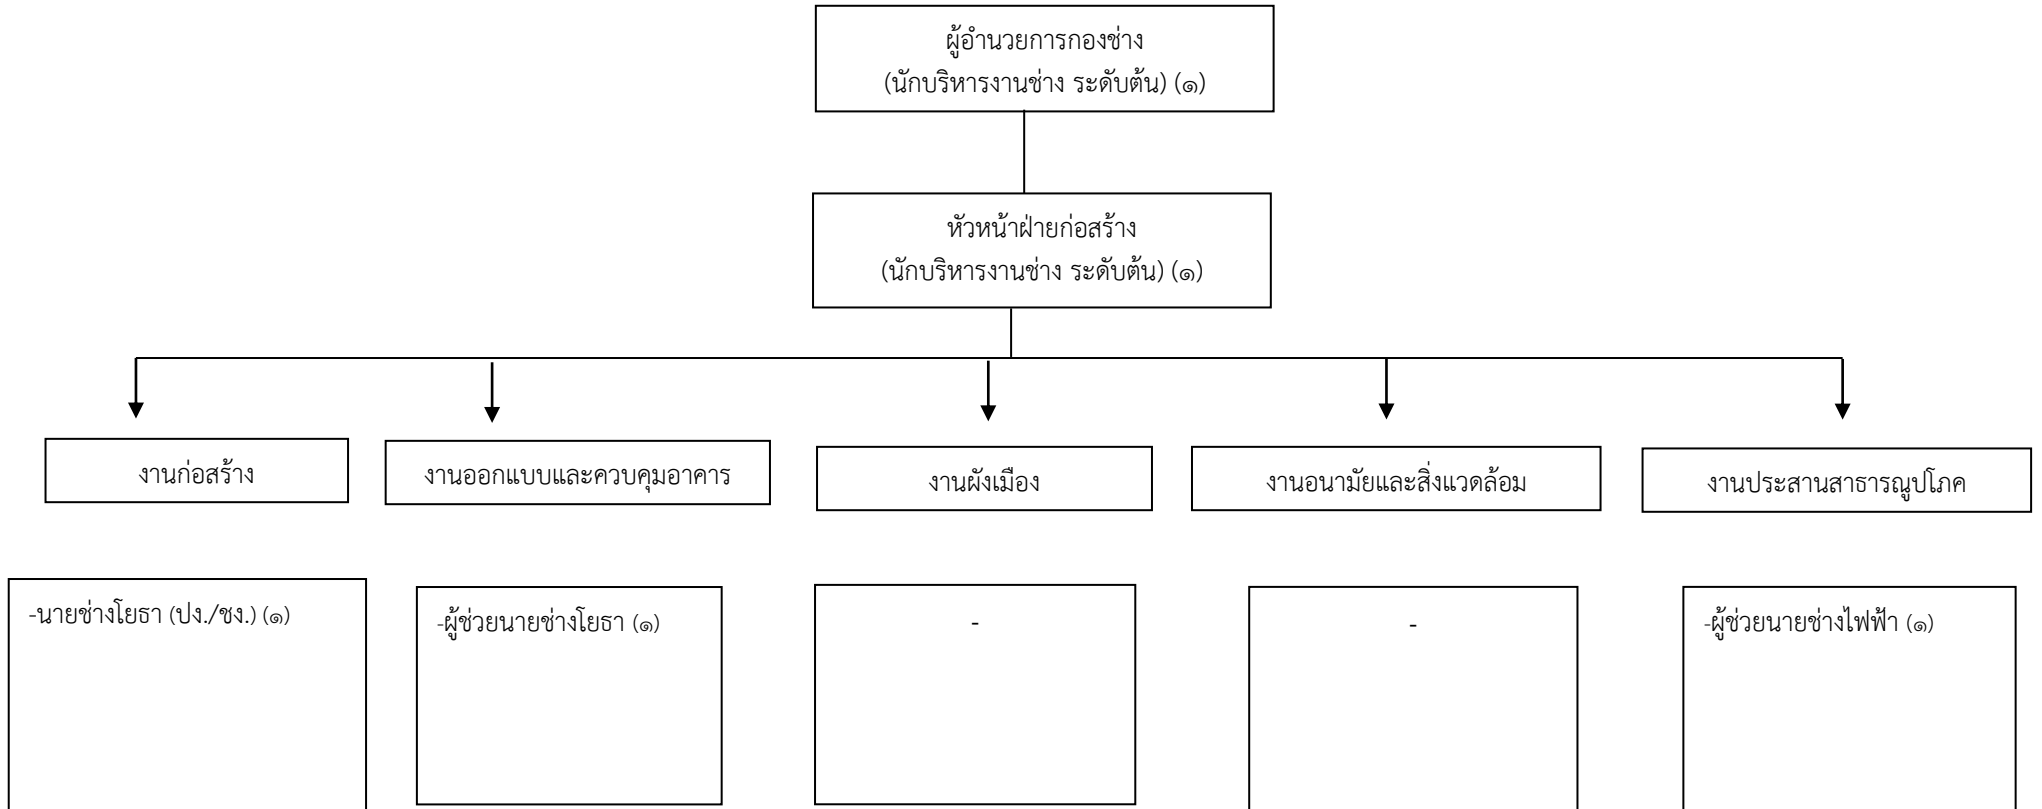 ผู้อำนวยการกองช่าง
(นักบริหารงานช่าง ระดับต้น) (๑)
หัวหน้าฝ่ายก่อสร้าง
(นักบริหารงานช่าง ระดับต้น) (๑)
งานก่อสร้าง
งานออกแบบและควบคุมอาคาร
งานผังเมือง
งานอนามัยและสิ่งแวดล้อม
งานประสานสาธารณูปโภค
-นายช่างโยธา (ปง./ชง.) (๑)
-ผู้ช่วยนายช่างโยธา (๑)
-
-
-ผู้ช่วยนายช่างไฟฟ้า (๑)